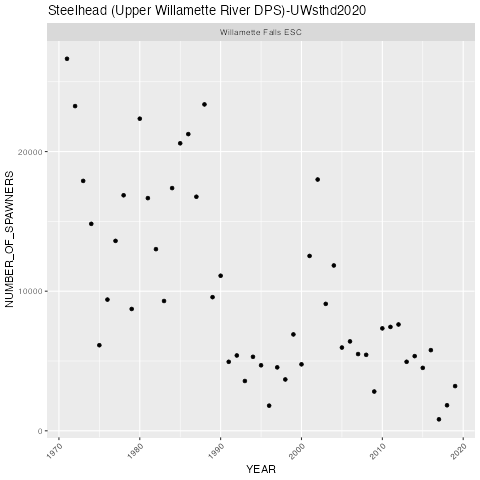 Steelhead (Upper Willamette River DPS)-UWsthd2020
Willamette Falls ESC
NUMBER_OF_SPAWNERS
20000
10000
0
1970
1980
1990
2000
2010
2020
YEAR